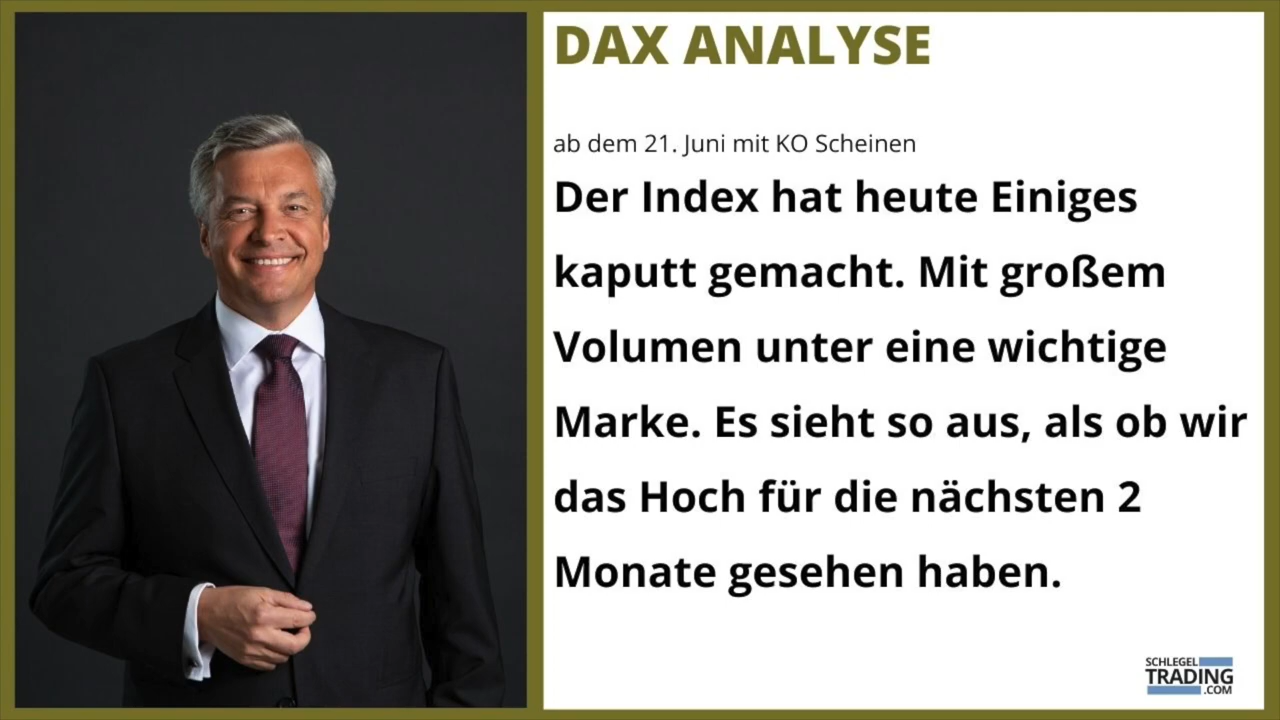 DAX ANALYSE
ab dem 21. Juni mit KO Scheinen
Der Index hat heute Einiges
kaputt gemacht. Mit großem
Volumen unter eine wichtige
Marke. Es sieht so aus, als ob wir
das Hoch für die nächsten 2
Monate gesehen haben.
SCHLEGEL
TRADING
.COM